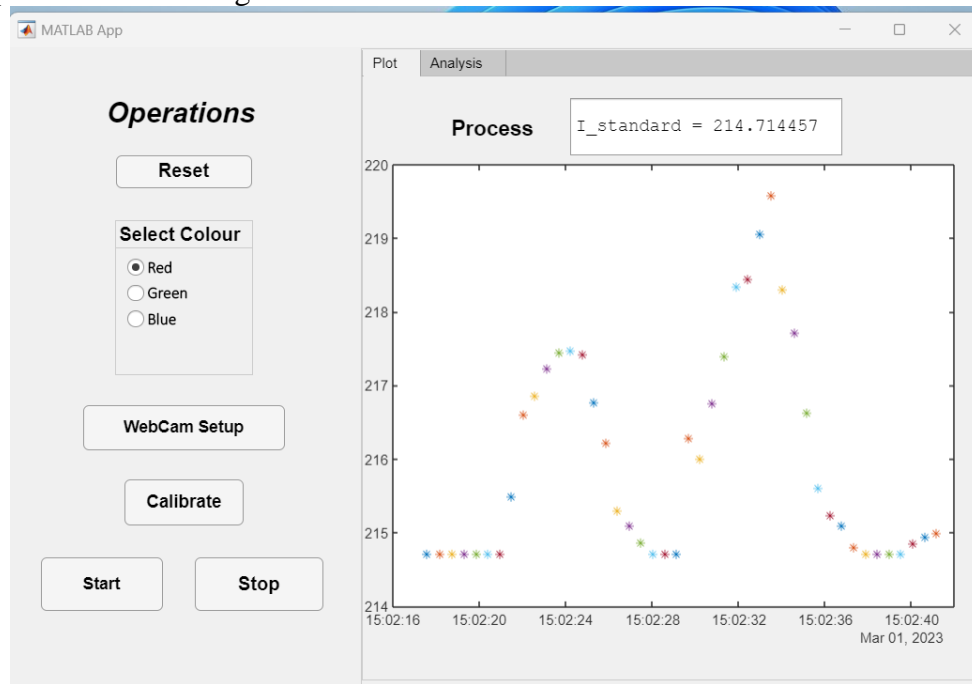 MATLAB App
Operations
Reset
Select Colour
Red
Green
Blue
WebCam Setup
Calibrate
Start
Stop
Plot
Analysis
Process
I_standard = 214.714457
220
219
218
217
216
215
214
15:02:16
15:02:20
15:02:24
15:02:28
15:02:32
15:02:36
15:02:40
Mar 01, 2023